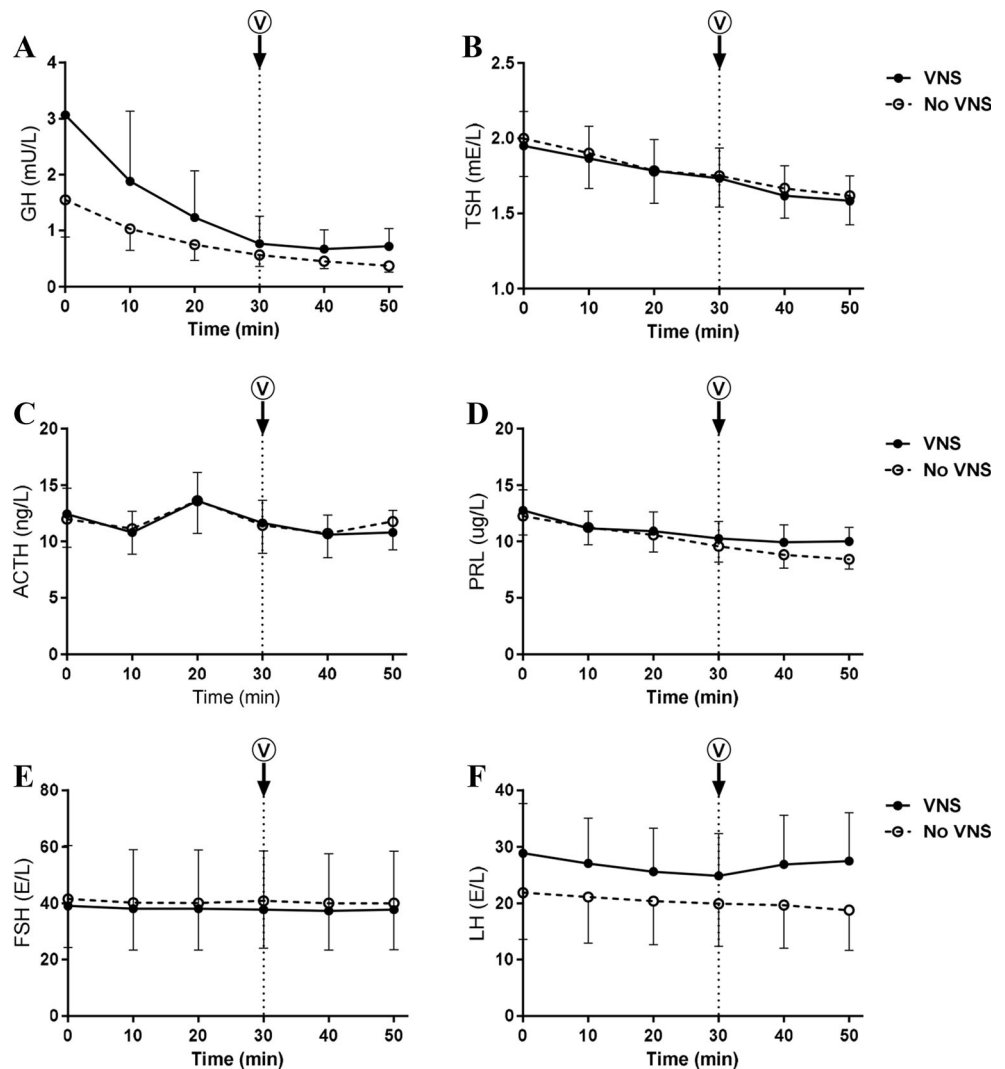 A
V
GH (mU/L)
4
3
2
1
0
0 10 20 30 40 50
Time (min)
B
V
TSH (mE/L)
2.5
2.0
1.5
1.0
0 10 20 30 40 50
Time (min)
VNS
No VNS
C
V
ACTH (ng/L)
20
15
10
5
0
0 10 20 30 40 50
Time (min)
D
V
PRL (ug/L)
20
15
10
5
0
0 10 20 30 40 50
Time (min)
VNS
No VNS
E
V
FSH (E/L)
80
60
40
20
0
0 10 20 30 40 50
Time (min)
F
V
LH (E/L)
40
30
20
10
0
0 10 20 30 40 50
Time (min)
VNS
No VNS